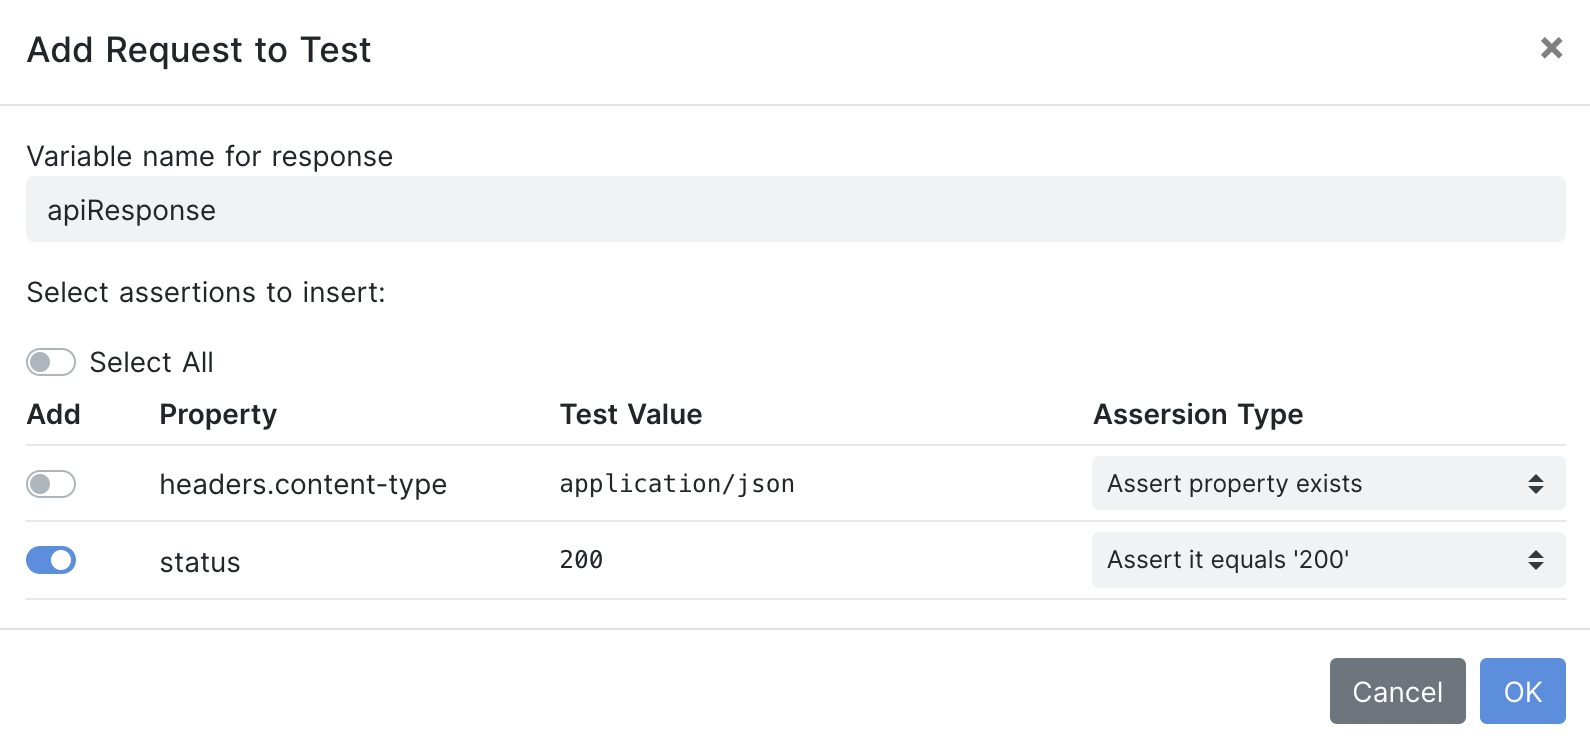 Add Request to Test
Variable name for response
apiResponse
Select assertions to insert:
Select All
Add Property Test Value Assersion Type
headers.content-type application/json Assert property exists
status 200 Assert it equals '200'
Cancel OK